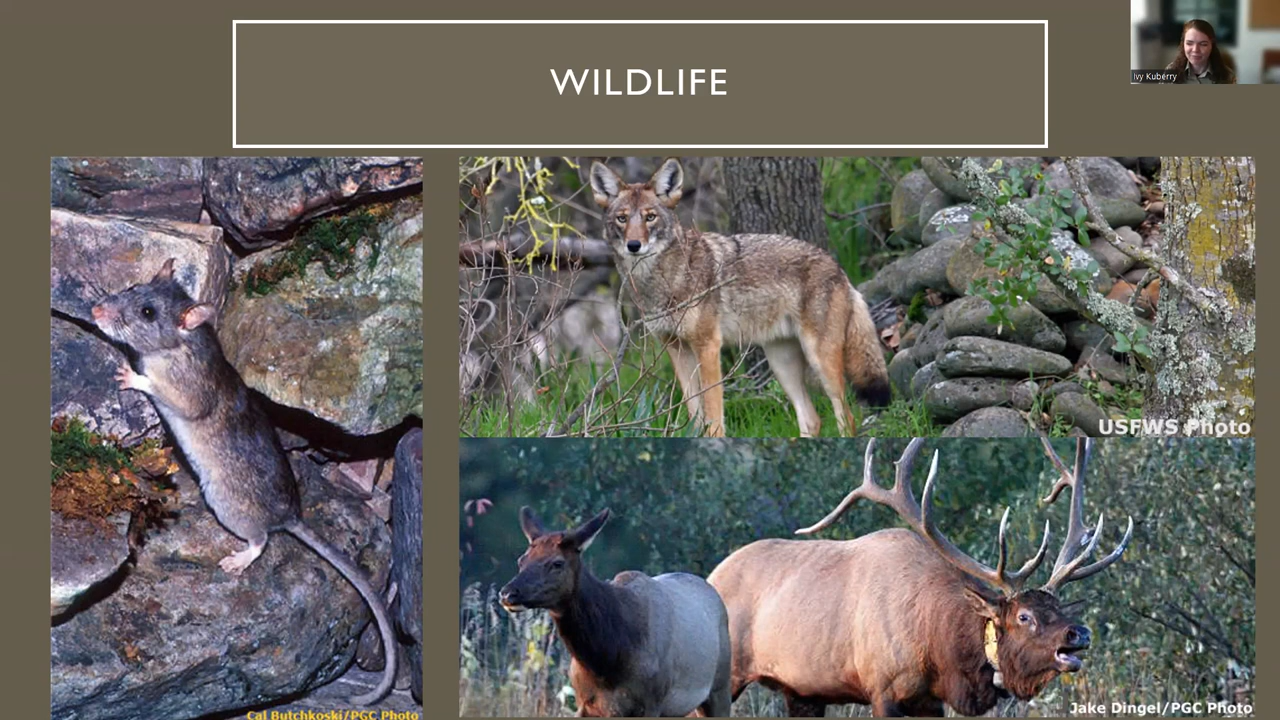 WILDLIFE
Ivy Kuberry
USFWS Photo
Cal Butchkoski/PGC Photo
Jake Dingel/PGC Photo